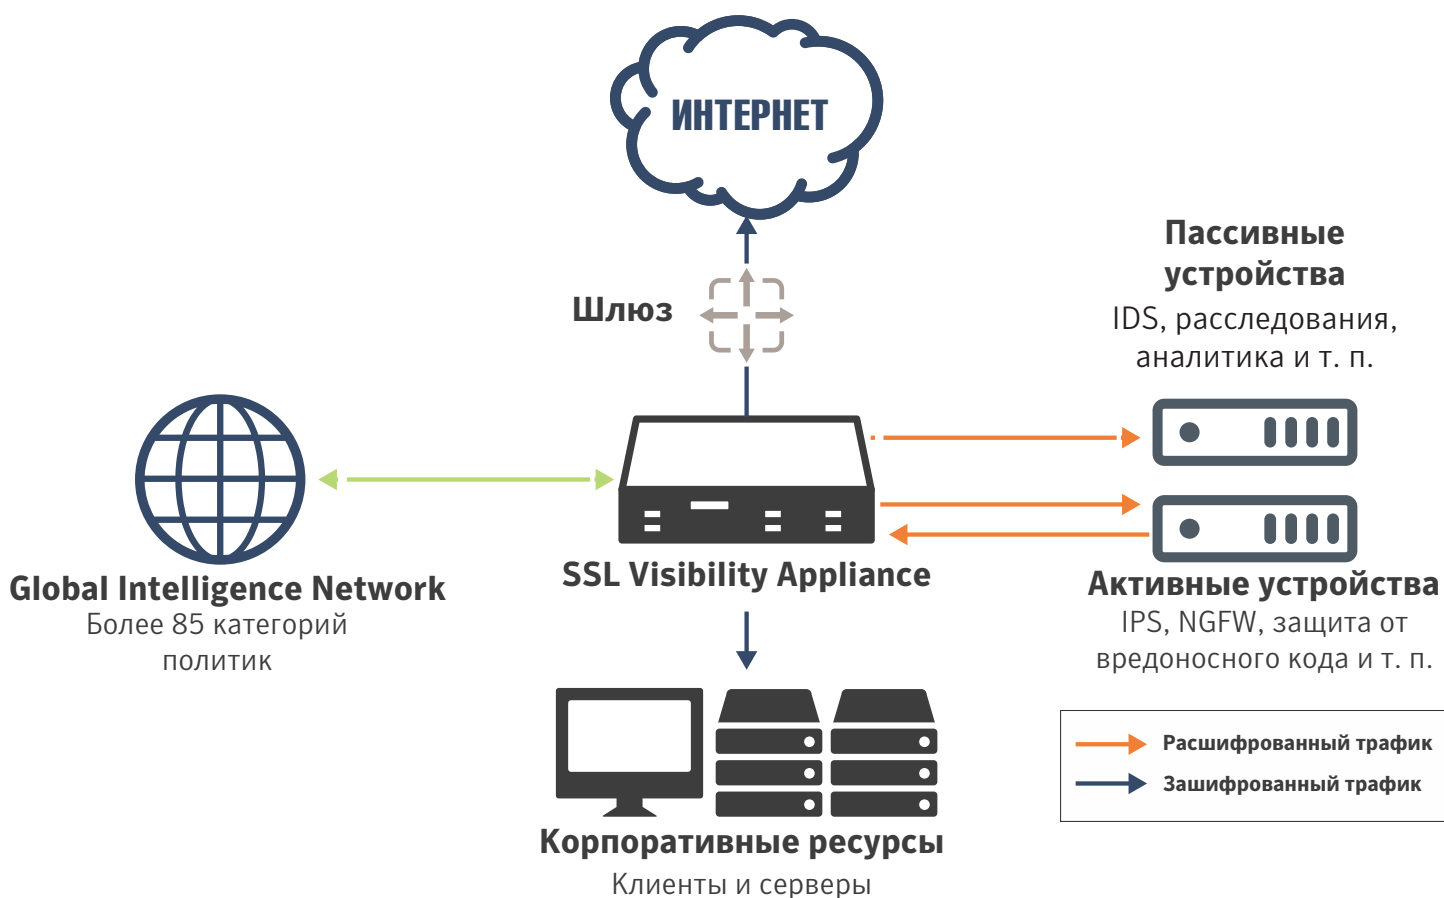 ИНТЕРНЕТ
Шлюз
Пассивные
устройства
IDS, расследования,
аналитика и т. п.
Global Intelligence Network
Более 85 категорий
политик
SSL Visibility Appliance
Активные устройства
IPS, NGFW, защита от
вредоносного кода и т. п.
Расшифрованный трафик
Зашифрованный трафик
Корпоративные ресурсы
Клиенты и серверы